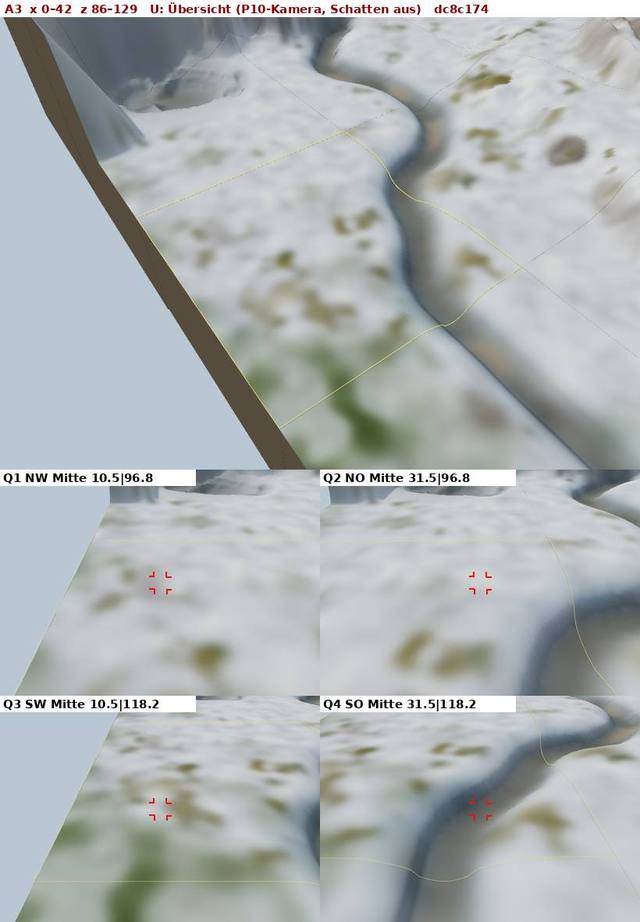 A3 x 0-42 z 86-129 U: Übersicht (P10-Kamera, Schatten aus) dc8c174
Q1 NW Mitte 10.5|96.8
Q2 NO Mitte 31.5|96.8
Q3 SW Mitte 10.5|118.2
Q4 SO Mitte 31.5|118.2